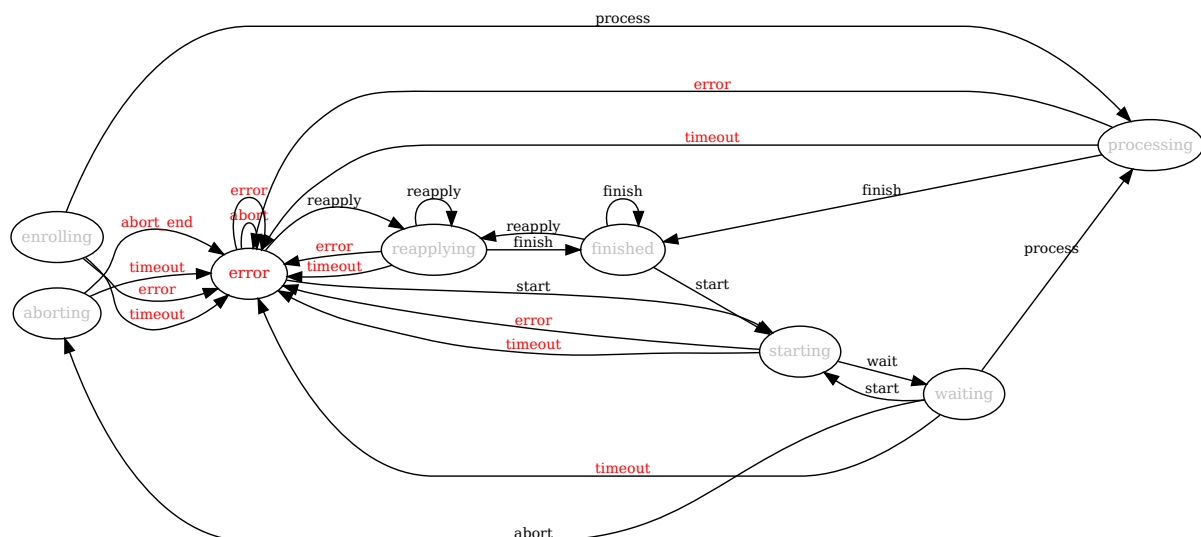 process
error
timeout
processing
error
abort
reapply
reapply
finish
finish
abort_end
enrolling
reapply
finish
reapplying
finished
process
timeout
error
error
timeout
error
timeout
start
start
aborting
timeout
error
timeout
starting
wait
start
waiting
timeout
abort